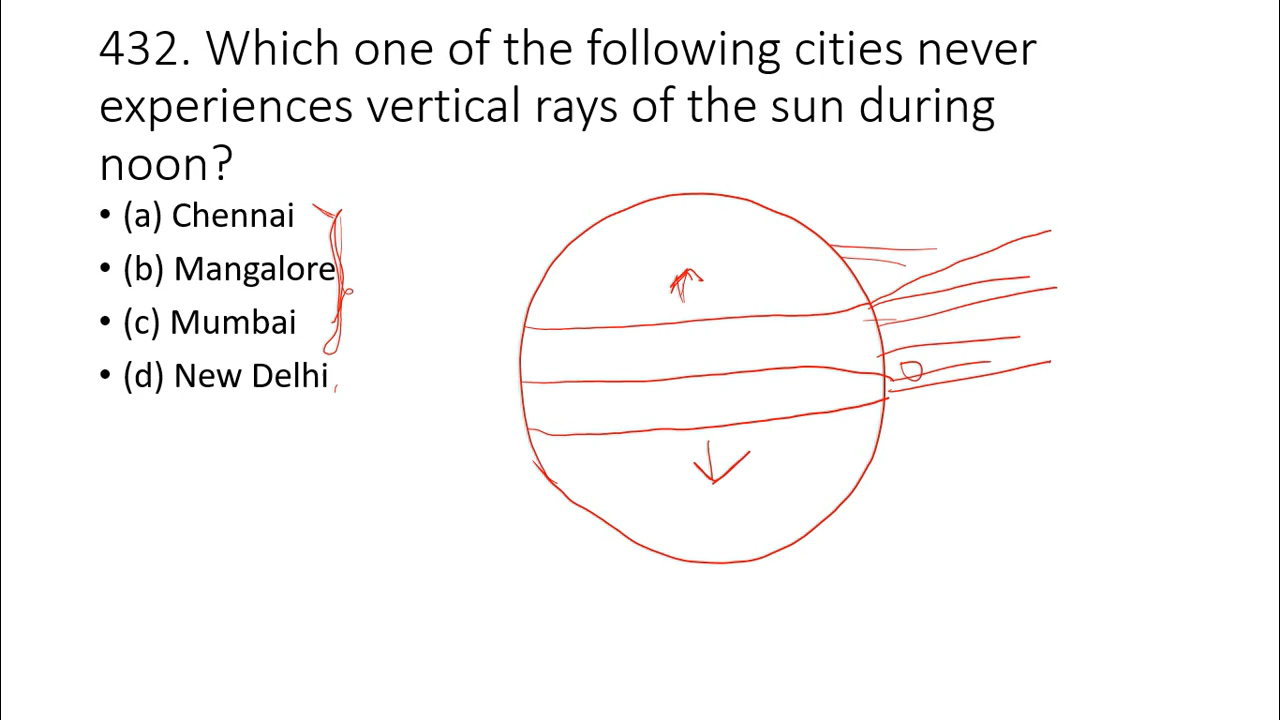 432. Which one of the following cities never
experiences vertical rays of the sun during
noon?
• (a) Chennai
• (b) Mangalore
• (c) Mumbai
• (d) New Delhi